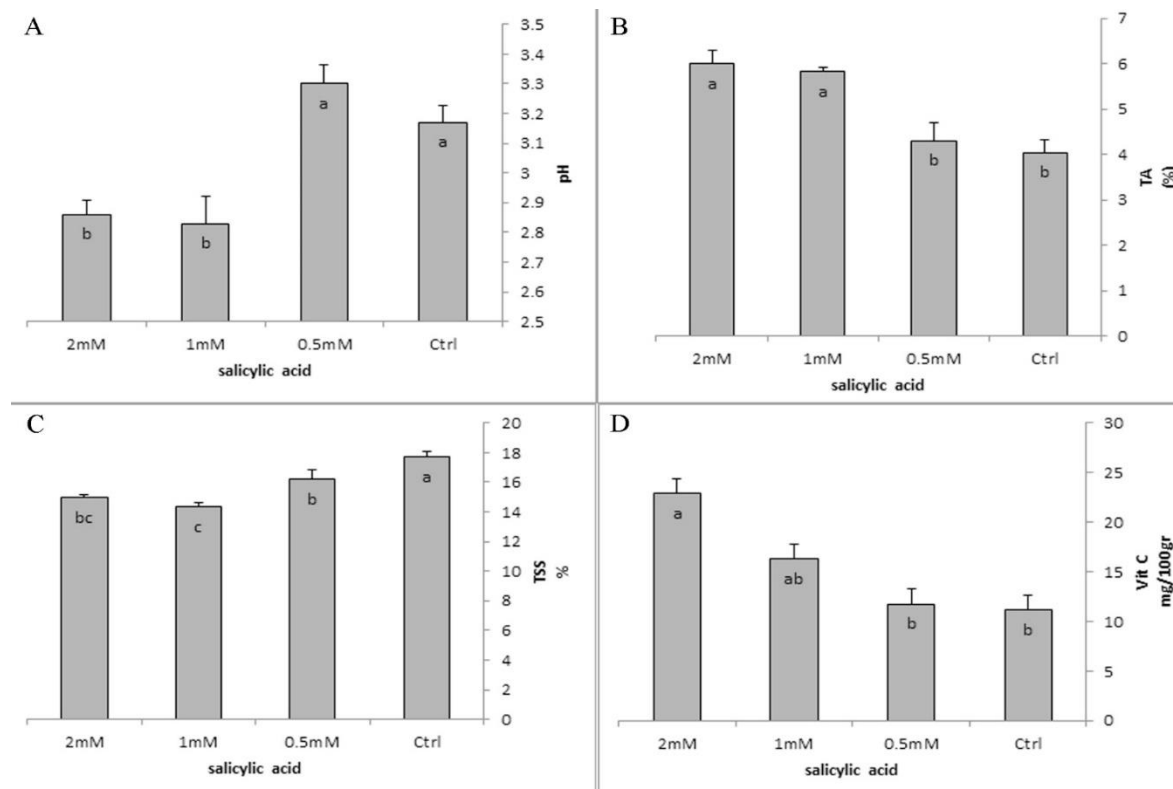 A
3.5
3.4
3.3
3.2
3.1
3
2.9
2.8
2.7
2.6
2.5
pH
b
b
a
a
2mM 1mM 0.5mM Ctrl
salicylic acid
B
7
6
5
4
3
2
1
0
TA
(%)
a
a
b
b
2mM 1mM 0.5mM Ctrl
salicylic acid
C
20
18
16
14
12
10
8
6
4
2
0
TSS
%
bc
c
b
a
2mM 1mM 0.5mM Ctrl
salicylic acid
D
30
25
20
15
10
5
0
Vit C
mg/100gr
a
ab
b
b
2mM 1mM 0.5mM Ctrl
salicylic acid